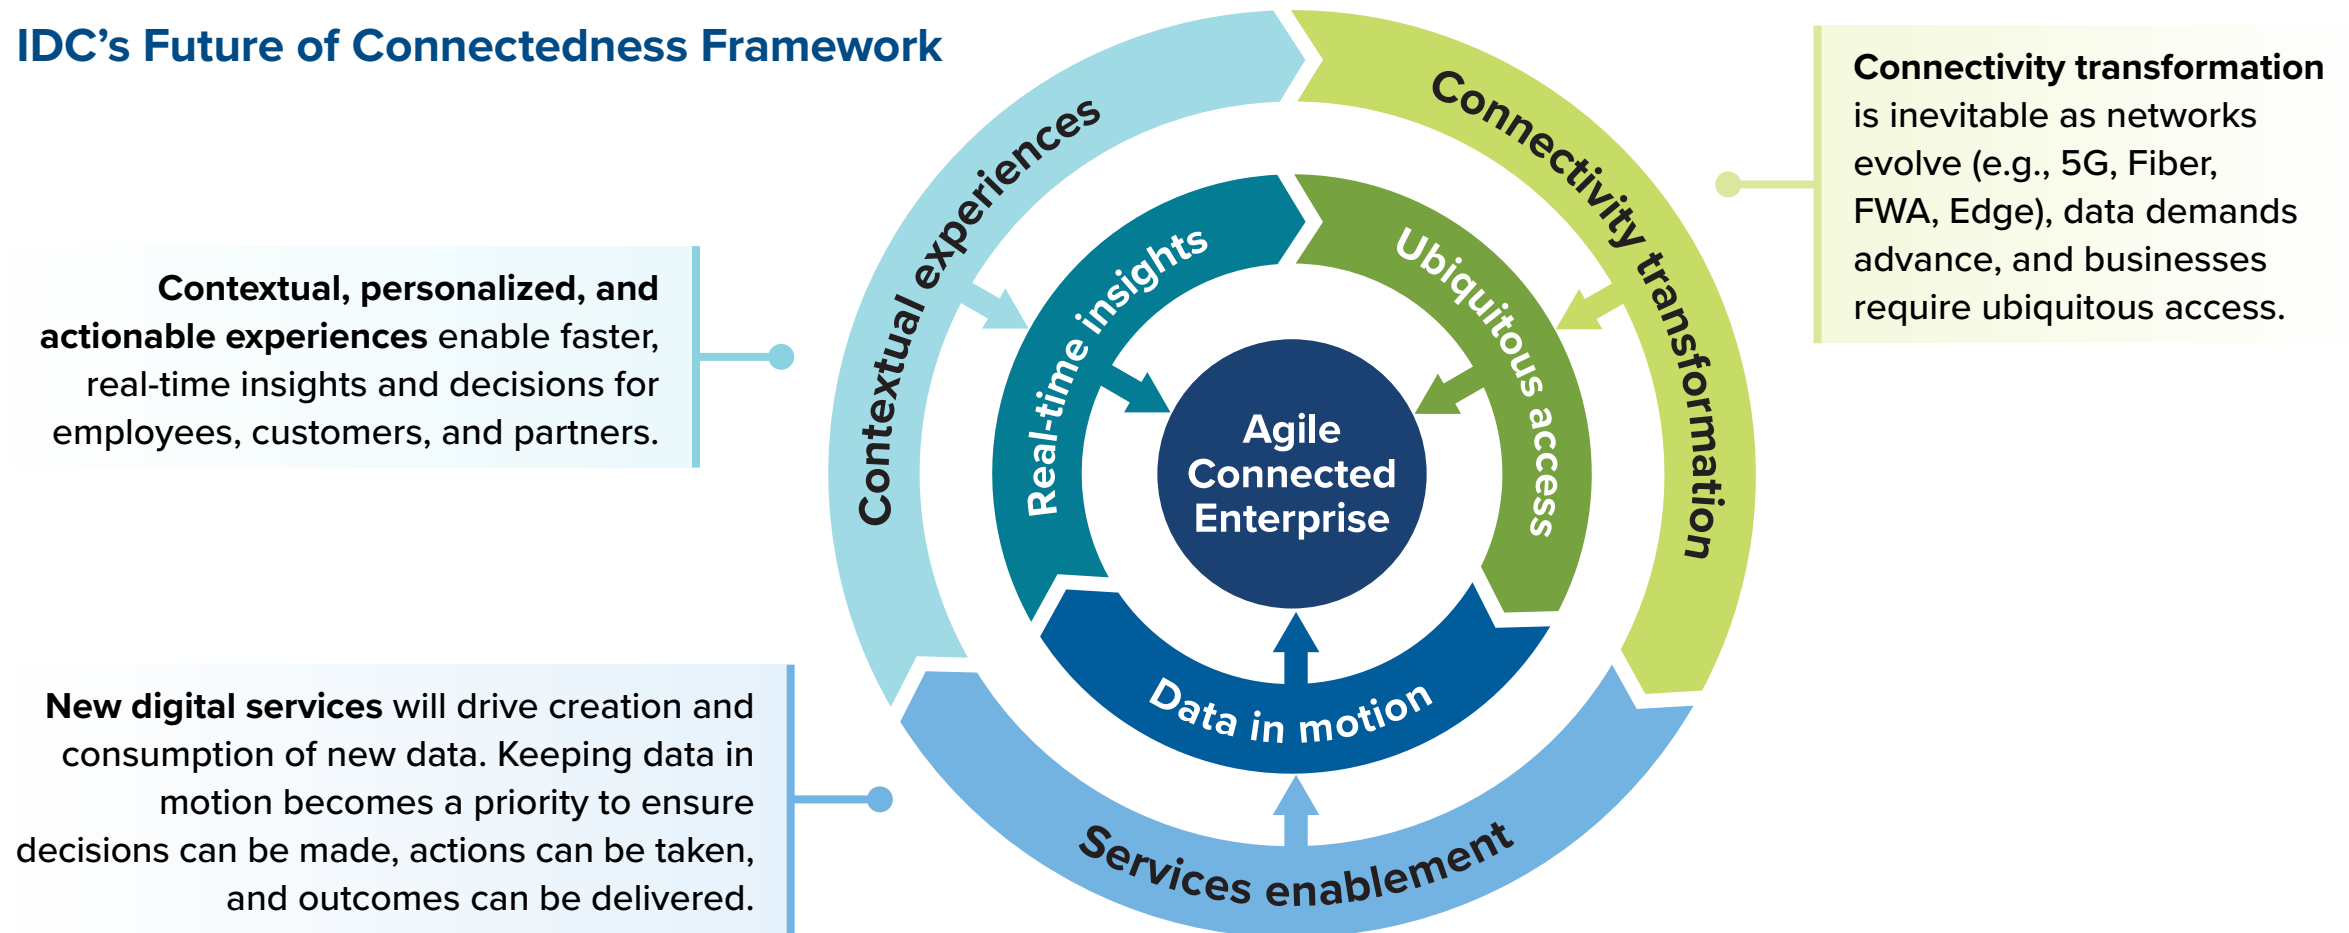 IDC’s Future of Connectedness Framework
Contextual experiences
Connectivity transformation
Real-time insights
Ubiquitous access
Agile
Connected
Enterprise
Data in motion
Services enablement
Connectivity transformation
is inevitable as networks
evolve (e.g., 5G, Fiber,
FWA, Edge), data demands
advance, and businesses
require ubiquitous access.
Contextual, personalized, and
actionable experiences enable faster,
real-time insights and decisions for
employees, customers, and partners.
New digital services will drive creation and
consumption of new data. Keeping data in
motion becomes a priority to ensure
decisions can be made, actions can be taken,
and outcomes can be delivered.